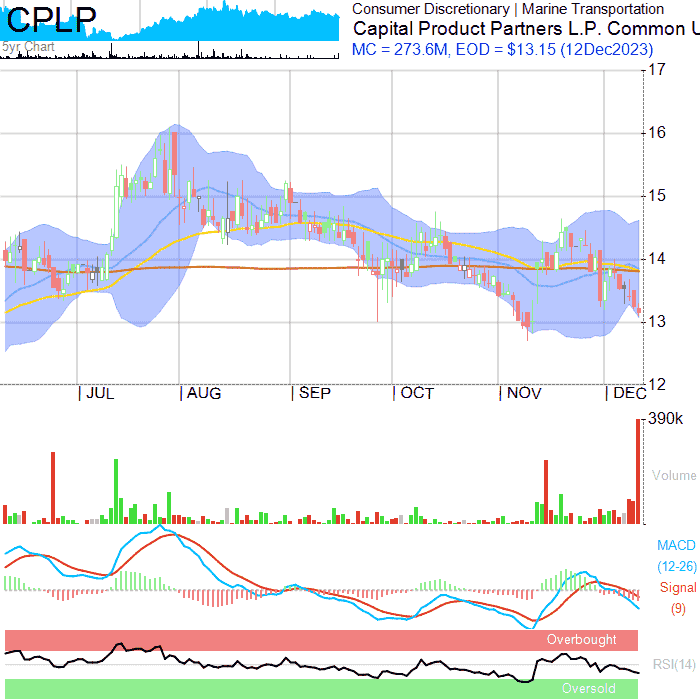 CPLP
5yr Chart
Consumer Discretionary | Marine Transportation
Capital Product Partners L.P. Common U
MC = 273.6M, EOD = $13.15 (12Dec2023)
17
16
15
14
13
12
JUL AUG SEP OCT NOV DEC
390k
Volume
MACD
(12-26)
Signal
(9)
Overbought
RSI(14)
Oversold